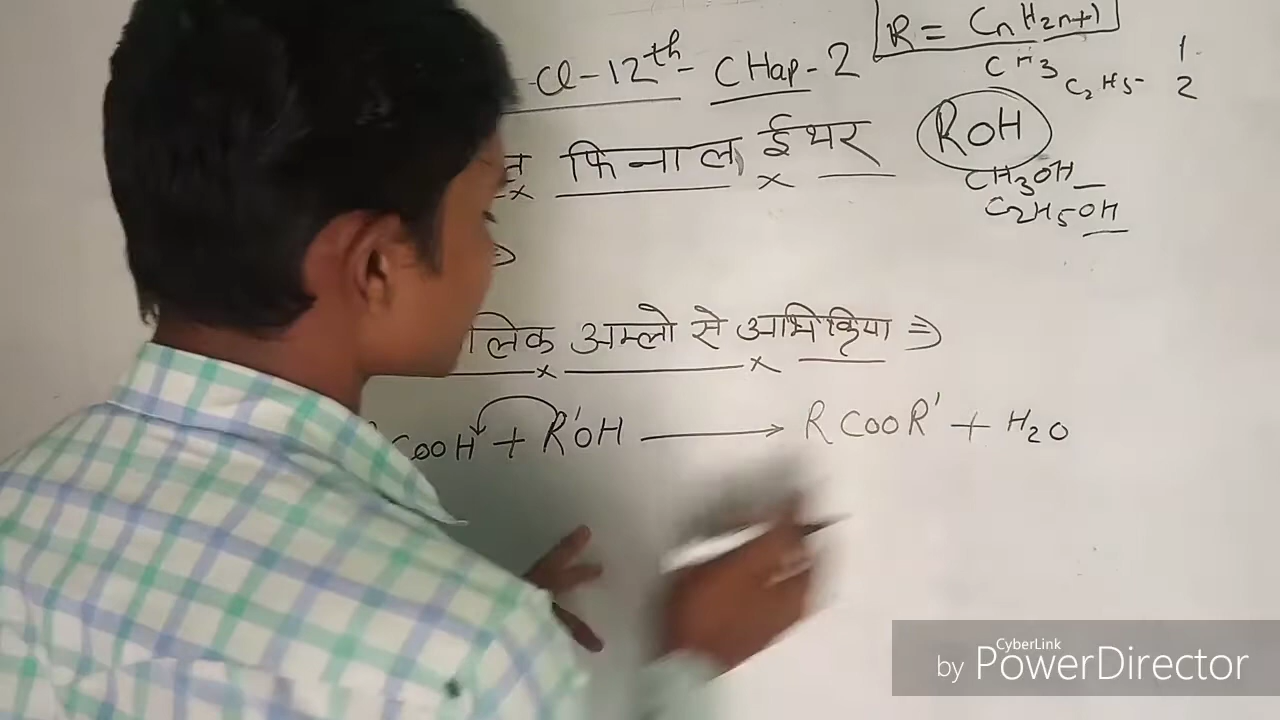 Cl-12th- CHap-2
R = CnH2n+1
CH3
C2H5-
1.
2
फिनाल, ईथर
ROH
CH3OH
C2H5OH
लिक अम्लो से अभिक्रिया ⇒
COOH + R'OH ⟶ RCOOR' + H2O
CyberLink
by PowerDirector